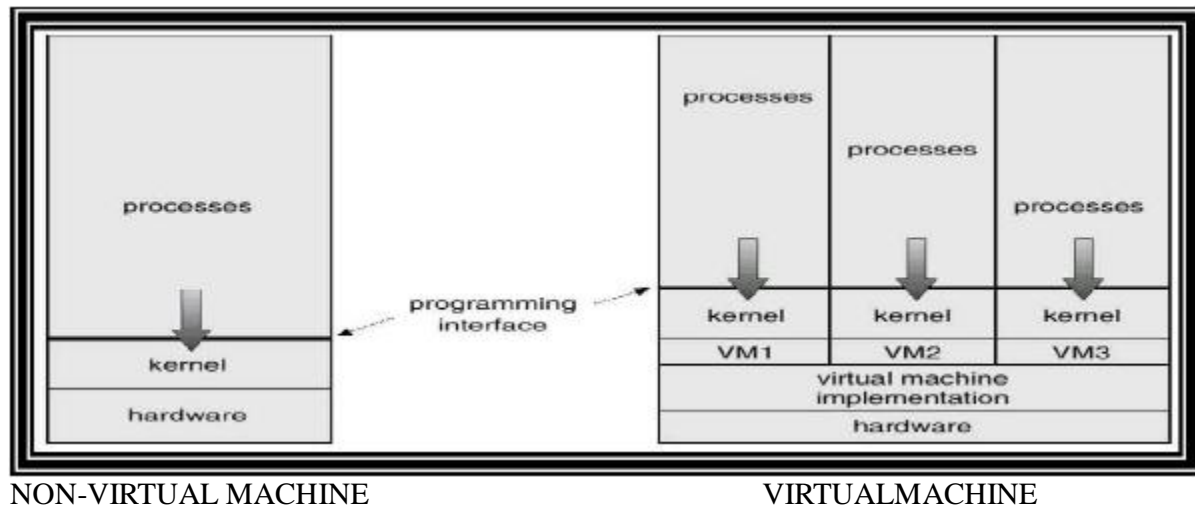 processes
kernel
hardware
programming
interface
processes
processes
processes
kernel
kernel
kernel
VM1
VM2
VM3
virtual machine
implementation
hardware
NON-VIRTUAL MACHINE
VIRTUALMACHINE